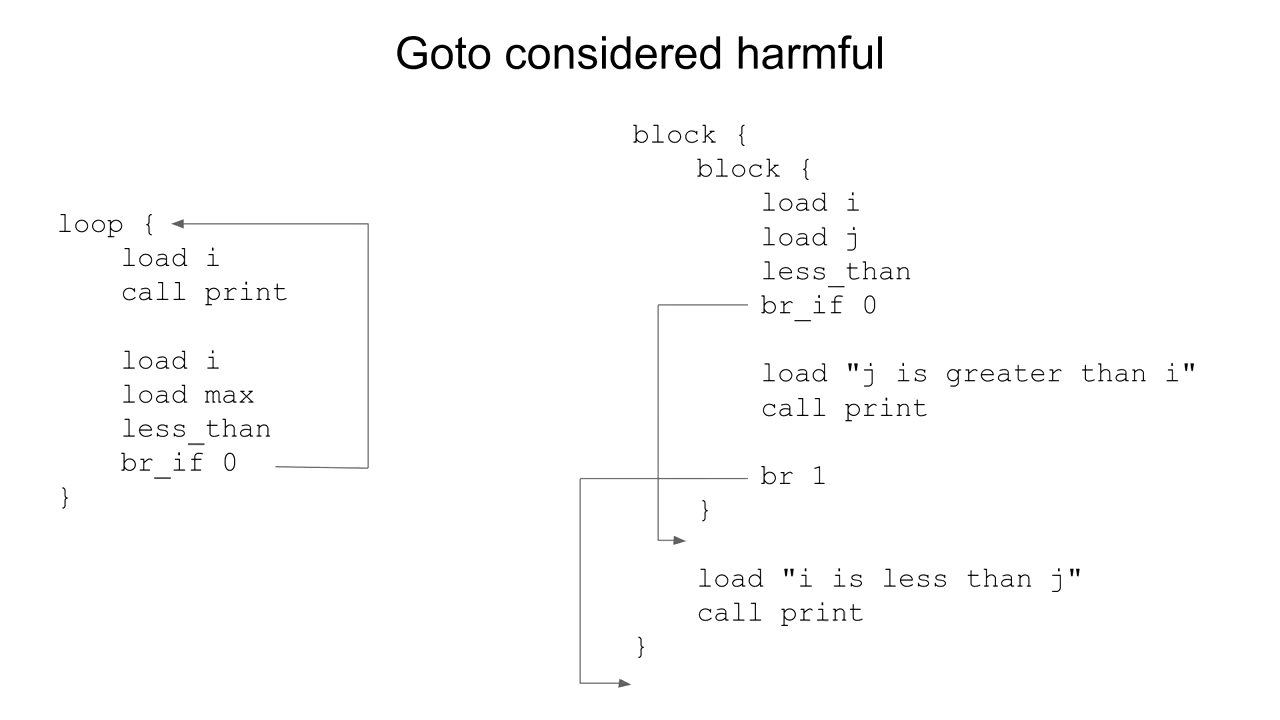 Goto considered harmful
loop {
    load i
    call print

    load i
    load max
    less_than
    br_if 0
}
block {
    block {
        load i
        load j
        less_than
        br_if 0

        load "j is greater than i"
        call print

        br 1
    }

    load "i is less than j"
    call print
}